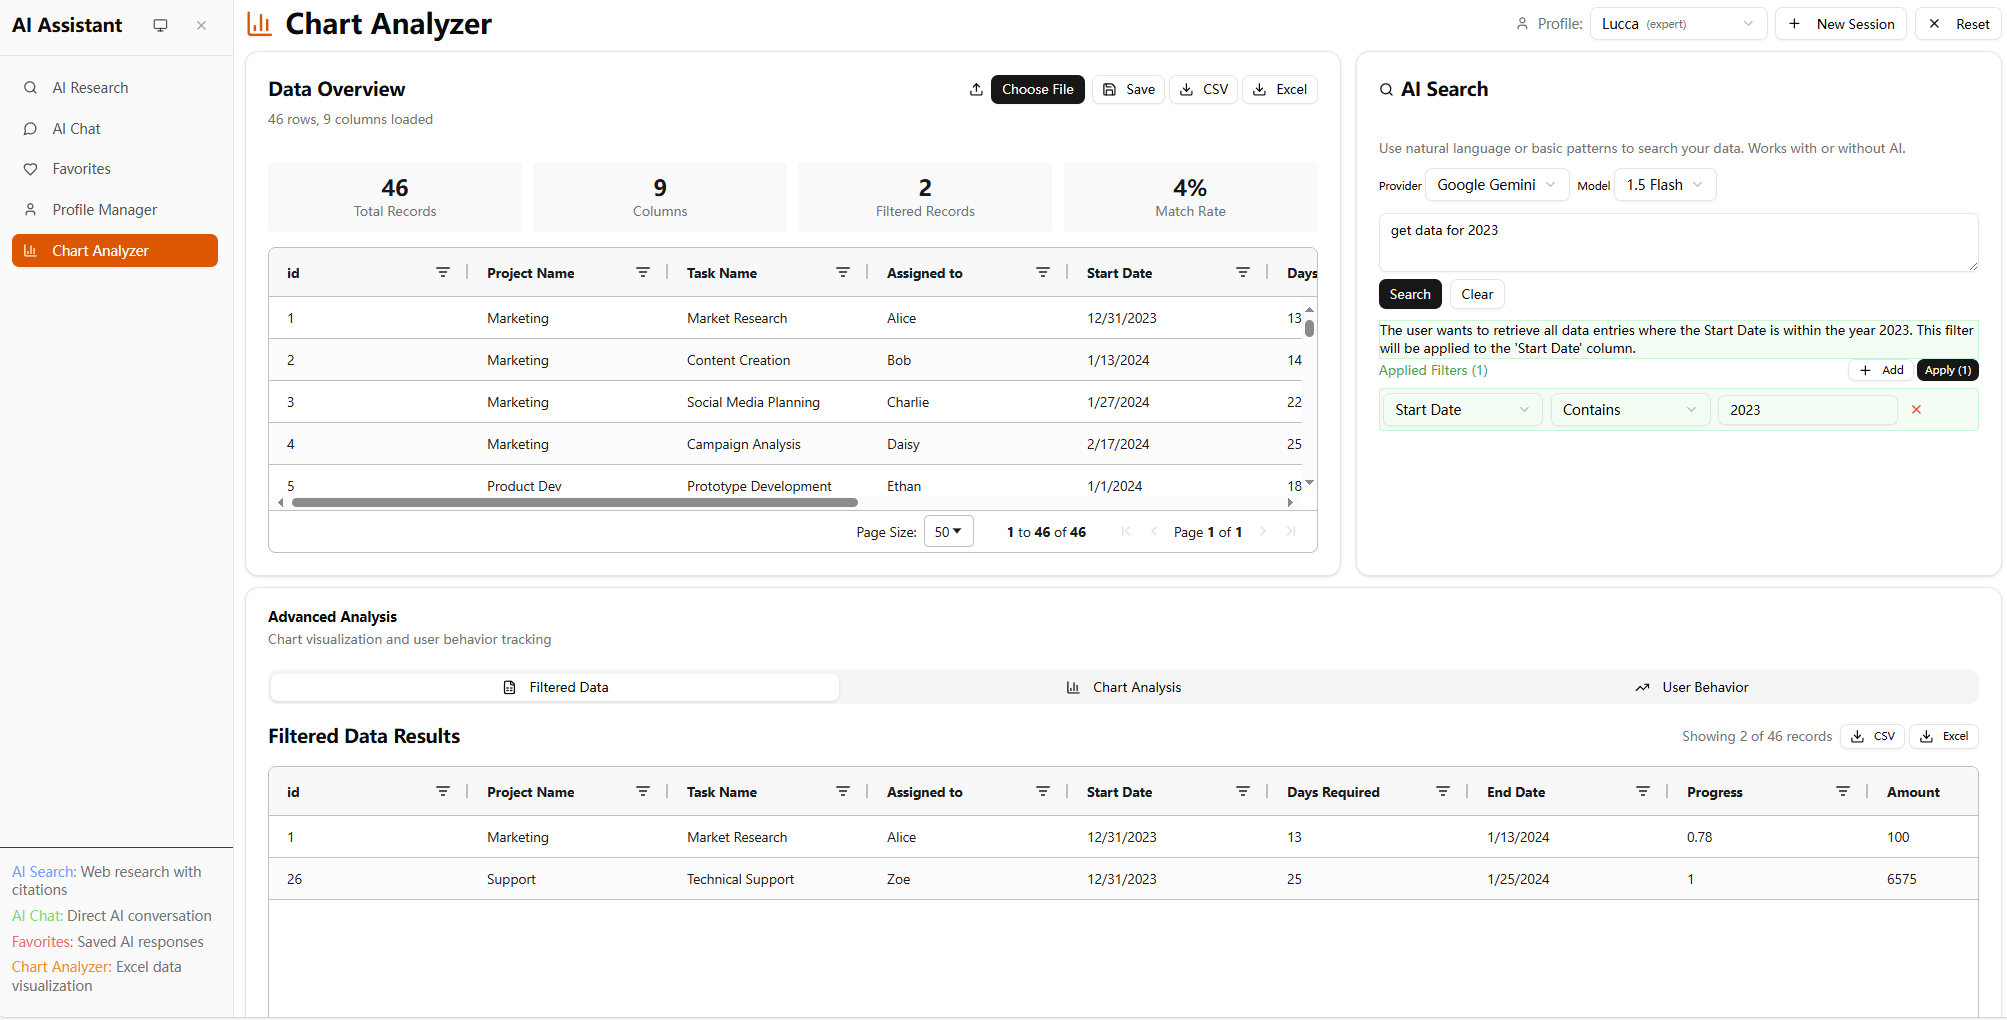 AI Assistant
AI Research
AI Chat
Favorites
Profile Manager
Chart Analyzer
AI Search: Web research with
citations
AI Chat: Direct AI conversation
Favorites: Saved AI responses
Chart Analyzer: Excel data
visualization
Chart Analyzer
Profile: Lucca (expert) New Session Reset
Data Overview
Choose File Save CSV Excel
46 rows, 9 columns loaded
46 9 2 4%
Total Records Columns Filtered Records Match Rate
id Project Name Task Name Assigned to Start Date Days
1 Marketing Market Research Alice 12/31/2023 13
2 Marketing Content Creation Bob 1/13/2024 14
3 Marketing Social Media Planning Charlie 1/27/2024 22
4 Marketing Campaign Analysis Daisy 2/17/2024 25
5 Product Dev Prototype Development Ethan 1/1/2024 18
Page Size: 50 1 to 46 of 46 Page 1 of 1
AI Search
Use natural language or basic patterns to search your data. Works with or without AI.
Provider Google Gemini Model 1.5 Flash
get data for 2023
Search Clear
The user wants to retrieve all data entries where the Start Date is within the year 2023. This filter
will be applied to the 'Start Date' column.
Applied Filters (1) Add Apply (1)
Start Date Contains 2023
Advanced Analysis
Chart visualization and user behavior tracking
Filtered Data Chart Analysis User Behavior
Filtered Data Results
Showing 2 of 46 records CSV Excel
id Project Name Task Name Assigned to Start Date Days Required End Date Progress Amount
1 Marketing Market Research Alice 12/31/2023 13 1/13/2024 0.78 100
26 Support Technical Support Zoe 12/31/2023 25 1/25/2024 1 6575